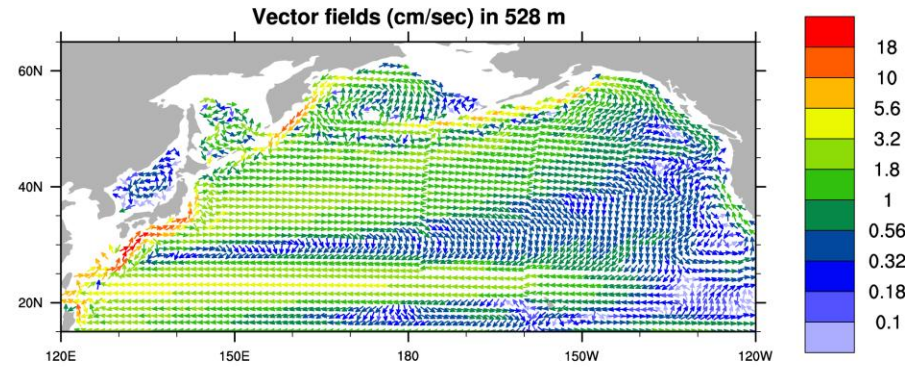 Vector fields (cm/sec) in 528 m
60N
40N
20N
120E
150E
180
150W
120W
18
10
5.6
3.2
1.8
1
0.56
0.32
0.18
0.1